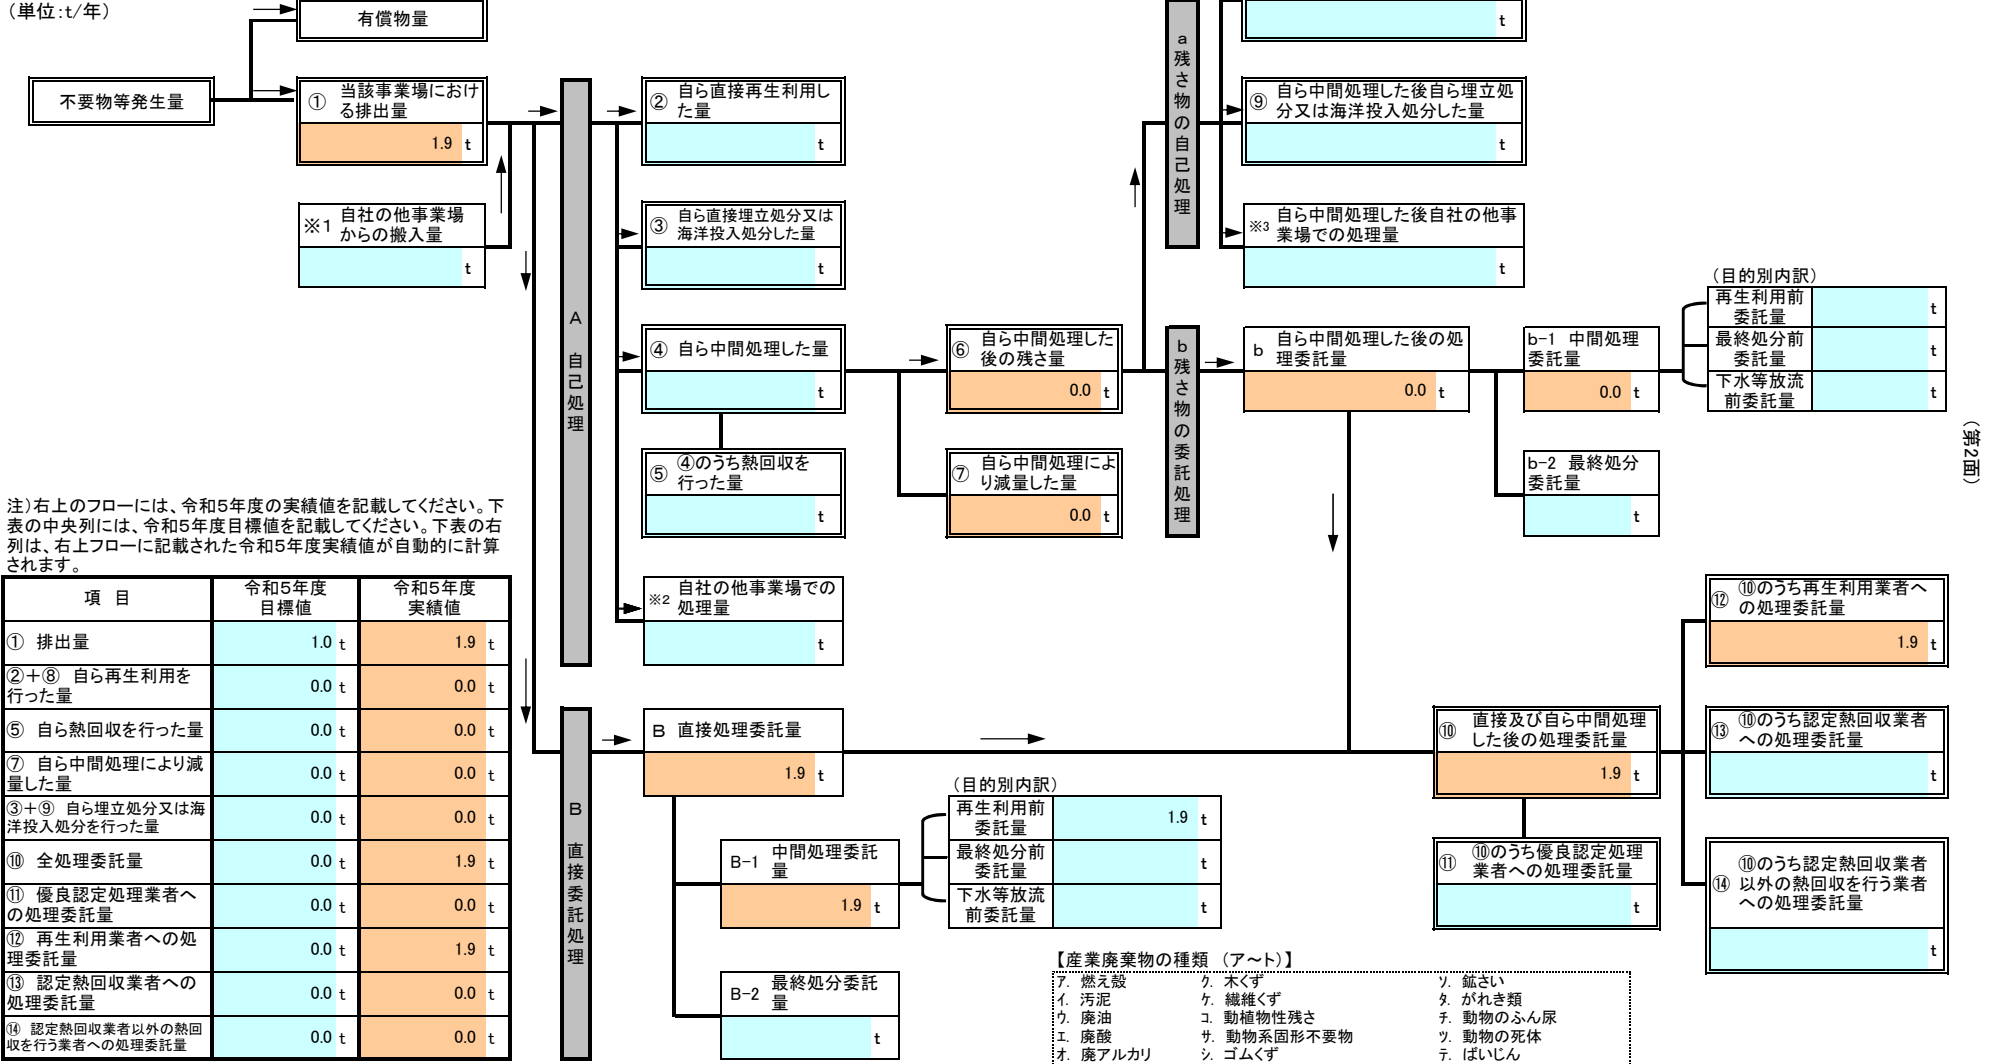 (単位:t/年)
有償物量
不要物等発生量
① 当該事業場におけ
る排出量
1.9 t
※1 自社の他事業場
からの搬入量
t
A 自己処理
② 自ら直接再生利用し
た量
t
③ 自ら直接埋立処分又は
海洋投入処分した量
t
④ 自ら中間処理した量
t
⑤ ④のうち熱回収を
行った量
t
※2 自社の他事業場での
処理量
t
⑥ 自ら中間処理した
後の残さ量
0.0 t
⑦ 自ら中間処理によ
り減量した量
0.0 t
a 残さ物の自己処理
t
⑨ 自ら中間処理した後自ら埋立処
分又は海洋投入処分した量
t
※3 自ら中間処理した後自社の他事
業場での処理量
t
b 残さ物の委託処理
b 自ら中間処理した後の処
理委託量
0.0 t
b-1 中間処理
委託量
0.0 t
(目的別内訳)
再生利用前
委託量 t
最終処分前
委託量 t
下水等放流
前委託量 t
b-2 最終処分
委託量
t
(第2面)
注)右上のフローには、令和5年度の実績値を記載してください。下
表の中央列には、令和5年度目標値を記載してください。下表の右
列は、右上フローに記載された令和5年度実績値が自動的に計算
されます。
項 目 令和5年度
目標値 令和5年度
実績値
① 排出量 1.0 t 1.9 t
②+⑧ 自ら再生利用を
行った量 0.0 t 0.0 t
⑤ 自ら熱回収を行った量 0.0 t 0.0 t
⑦ 自ら中間処理により減
量した量 0.0 t 0.0 t
③+⑨ 自ら埋立処分又は海
洋投入処分を行った量 0.0 t 0.0 t
⑩ 全処理委託量 0.0 t 1.9 t
⑪ 優良認定処理業者へ
の処理委託量 0.0 t 0.0 t
⑫ 再生利用業者への処
理委託量 0.0 t 1.9 t
⑬ 認定熱回収業者への
処理委託量 0.0 t 0.0 t
⑭ 認定熱回収業者以外の熱回
収を行う業者への処理委託量 0.0 t 0.0 t
B 直接委託処理
B 直接処理委託量
1.9 t
B-1 中間処理委託
量
1.9 t
(目的別内訳)
再生利用前
委託量 1.9 t
最終処分前
委託量 t
下水等放流
前委託量 t
B-2 最終処分委託
量
t
⑩ 直接及び自ら中間処理
した後の処理委託量
1.9 t
⑪ ⑩のうち優良認定処理
業者への処理委託量
t
⑫ ⑩のうち再生利用業者へ
の処理委託量
1.9 t
⑬ ⑩のうち認定熱回収業者
への処理委託量
t
⑭ ⑩のうち認定熱回収業者
以外の熱回収を行う業者
への処理委託量
t
【産業廃棄物の種類 (ア~ト)】
ア. 燃え殻 ク. 木くず ソ. 鉱さい
イ. 汚泥 ケ. 繊維くず タ. がれき類
ウ. 廃油 コ. 動植物性残さ チ. 動物のふん尿
エ. 廃酸 サ. 動物系固形不要物 ツ. 動物の死体
オ. 廃アルカリ シ. ゴムくず テ. ばいじん